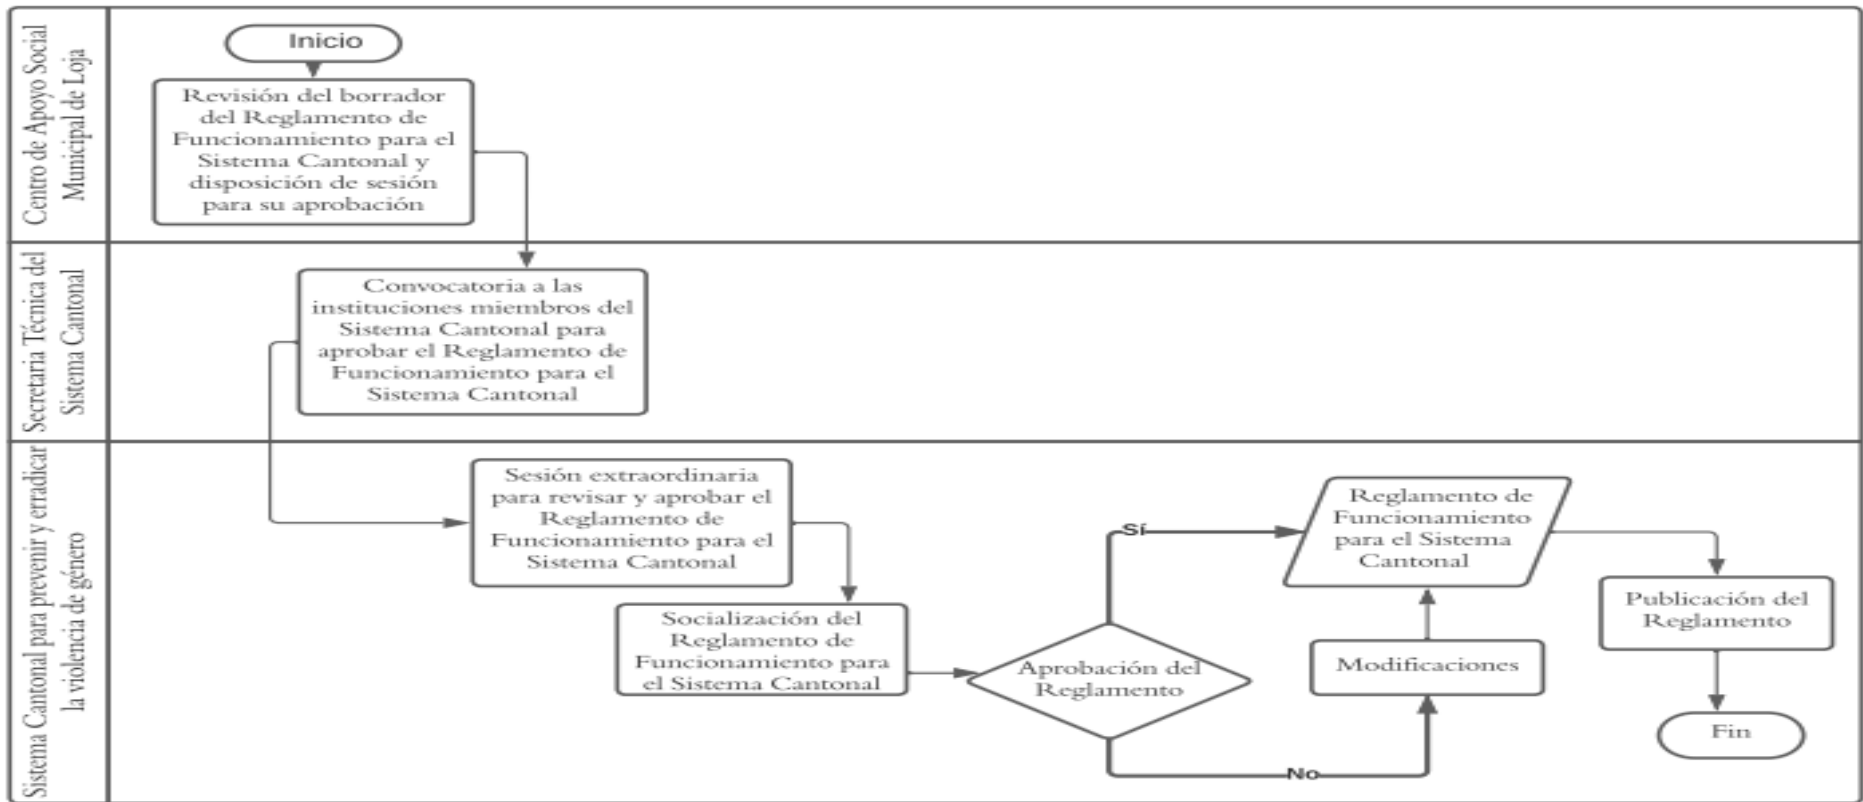 Centro de Apoyo Social
Municipal de Loja
Inicio
Revisión del borrador
del Reglamento de
Funcionamiento para el
Sistema Cantonal y
disposición de sesión
para su aprobación
Secretaria Técnica del
Sistema Cantonal
Convocatoria a las
instituciones miembros del
Sistema Cantonal para
aprobar el Reglamento de
Funcionamiento para el
Sistema Cantonal
Sistema Cantonal para prevenir y erradicar
la violencia de género
Sesión extraordinaria
para revisar y aprobar el
Reglamento de
Funcionamiento para el
Sistema Cantonal
Socialización del
Reglamento de
Funcionamiento para
el Sistema Cantonal
Aprobación del
Reglamento
Sí
No
Modificaciones
Reglamento de
Funcionamiento
para el Sistema
Cantonal
Publicación del
Reglamento
Fin